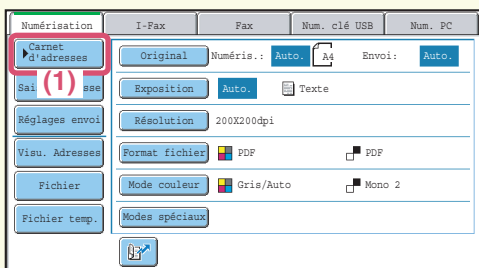 Numérisation I-Fax Fax Num. clé USB Num. PC
Carnet
d'adresses
Original Numéris.: Auto. A4 Envoi: Auto.
(1)
Exposition Auto. Texte
Réglages envoi
Résolution 200X200dpi
Visu. Adresses
Format fichier PDF PDF
Fichier
Mode couleur Gris/Auto Mono 2
Fichier temp.
Modes spéciaux